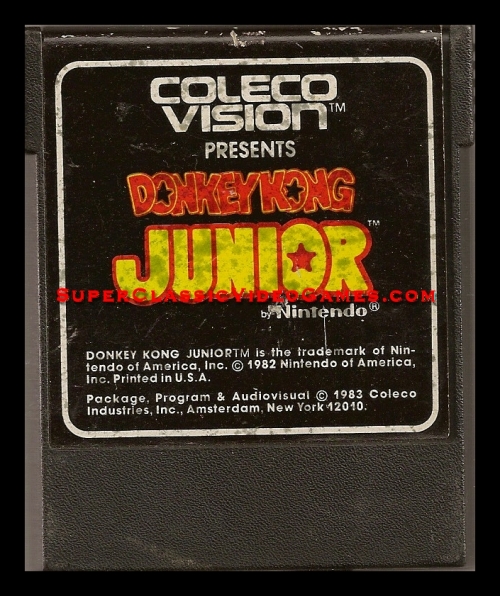 COLECO
VISION™
PRESENTS
DONKEY KONG
JUNIOR™
SUPERCLASSICVIDEOGAMES.COM
by Nintendo®
DONKEY KONG JUNIORTM is the trademark of Nin-
tendo of America, Inc. © 1982 Nintendo of America,
Inc. Printed in U.S.A.
Package, Program & Audiovisual © 1983 Coleco
Industries, Inc., Amsterdam, New York 12010.